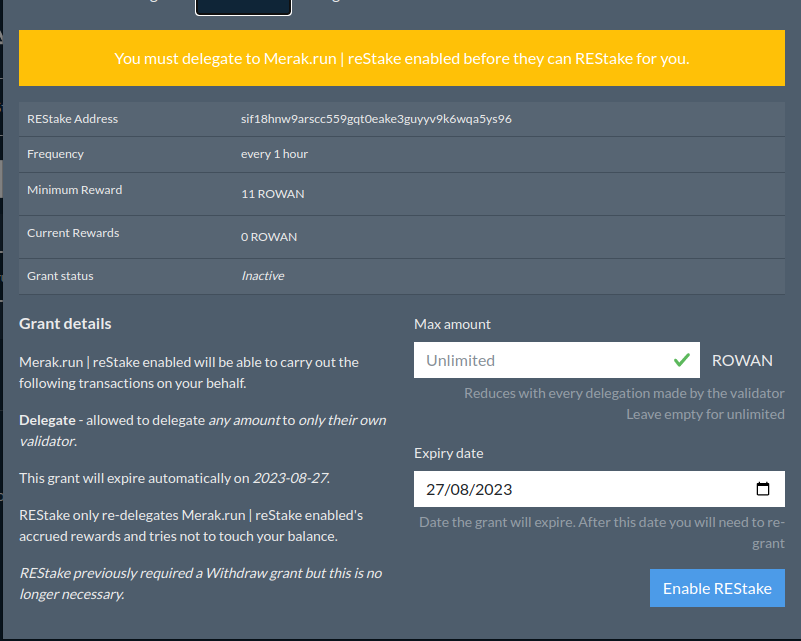 You must delegate to Merak.run | reStake enabled before they can REStake for you.
REStake Address sif18hnw9arscc559gqt0eake3guyyv9k6wqa5ys96
Frequency every 1 hour
Minimum Reward 11 ROWAN
Current Rewards 0 ROWAN
Grant status Inactive
Grant details
Merak.run | reStake enabled will be able to carry out the
following transactions on your behalf.
Delegate - allowed to delegate any amount to only their own
validator.
This grant will expire automatically on 2023-08-27.
REStake only re-delegates Merak.run | reStake enabled's
accrued rewards and tries not to touch your balance.
REStake previously required a Withdraw grant but this is no
longer necessary.
Max amount
Unlimited ROWAN
Reduces with every delegation made by the validator
Leave empty for unlimited
Expiry date
27/08/2023
Date the grant will expire. After this date you will need to re-
grant
Enable REStake